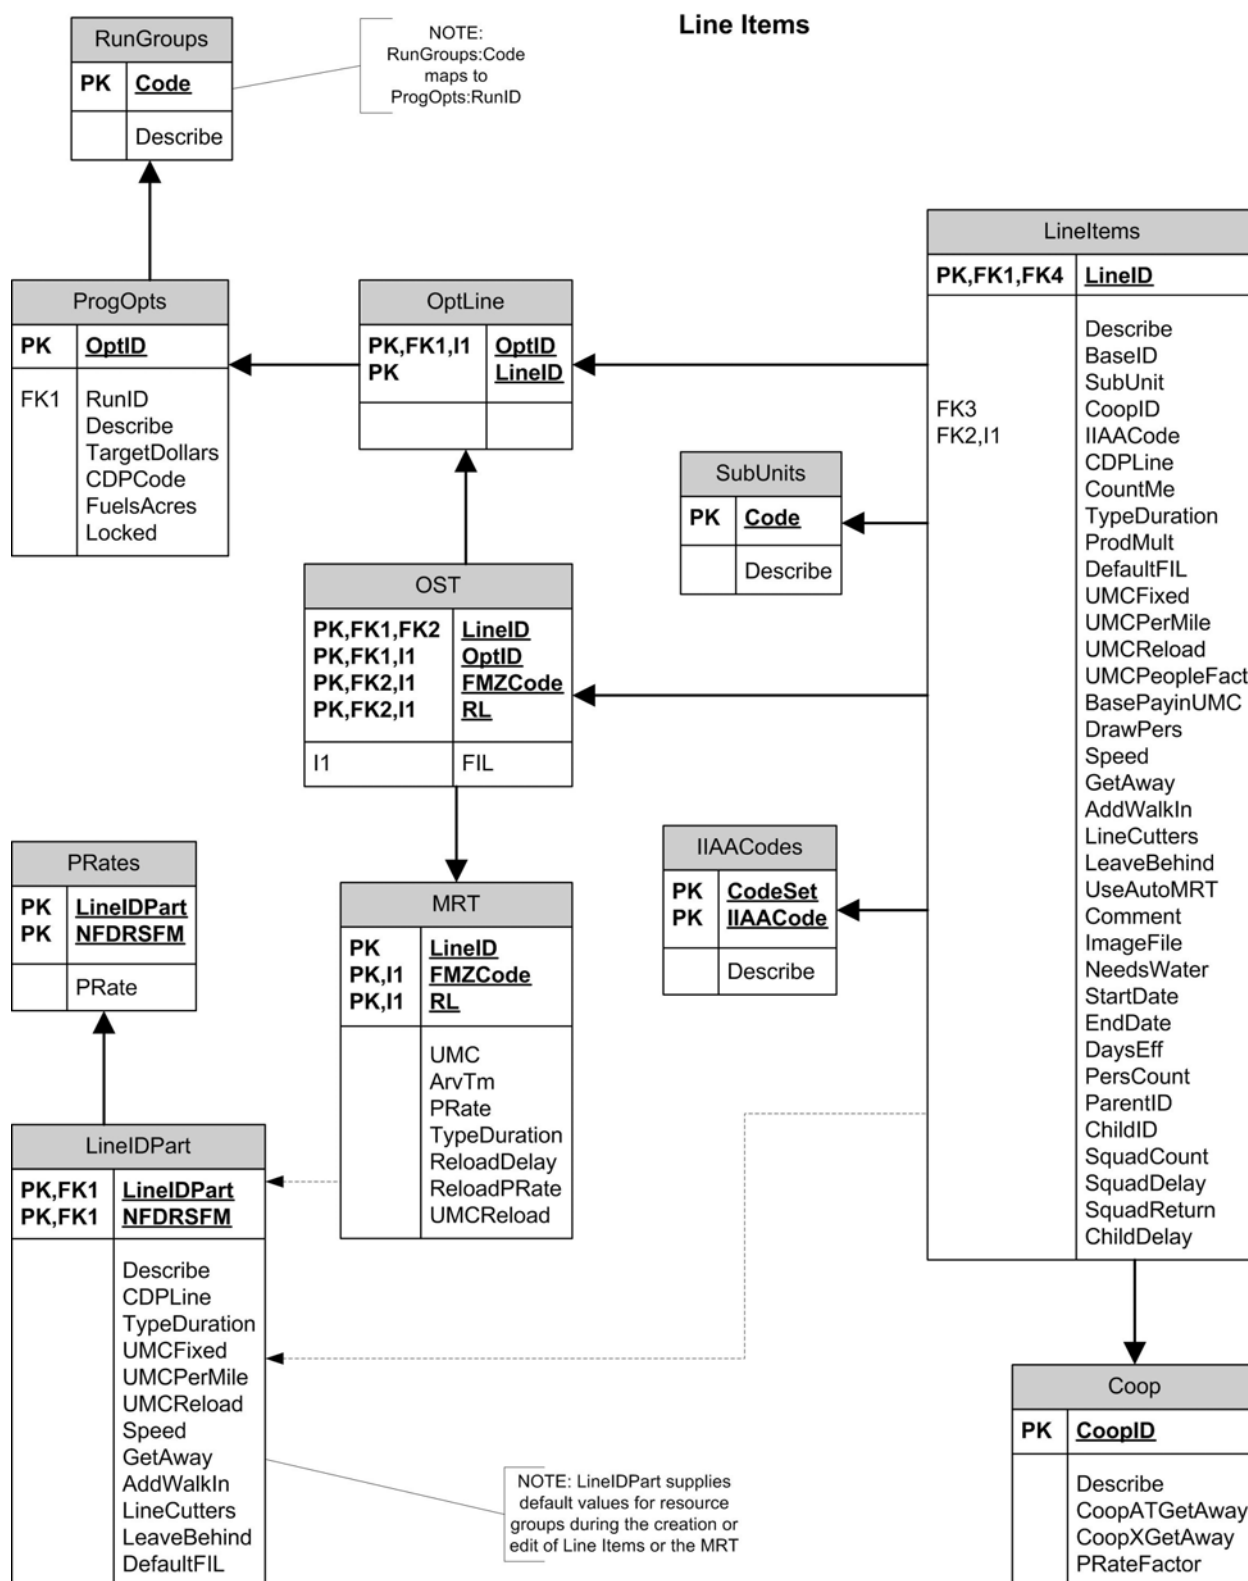 Line Items
RunGroups
PK Code
Describe
NOTE:
RunGroups:Code
maps to
ProgOpts:RunID
ProgOpts
PK OptID
FK1 RunID
Describe
TargetDollars
CDPCode
FuelsAcres
Locked
OptLine
PK,FK1,I1 OptID
PK LineID
LineItems
PK,FK1,FK4 LineID
Describe
BaseID
SubUnit
FK3 CoopID
FK2,I1 IIAACode
CDPLine
CountMe
TypeDuration
ProdMult
DefaultFIL
UMCFixed
UMCPerMile
UMCReload
UMCPeopleFact
BasePayinUMC
DrawPers
Speed
GetAway
AddWalkIn
LineCutters
LeaveBehind
UseAutoMRT
Comment
ImageFile
NeedsWater
StartDate
EndDate
DaysEff
PersCount
ParentID
ChildID
SquadCount
SquadDelay
SquadReturn
ChildDelay
SubUnits
PK Code
Describe
OST
PK,FK1,FK2 LineID
PK,FK1,I1 OptID
PK,FK2,I1 FMZCode
PK,FK2,I1 RL
I1 FIL
IIAACodes
PK CodeSet
PK IIAACode
Describe
PRates
PK LineIDPart
PK NFDRSFM
PRate
MRT
PK LineID
PK,I1 FMZCode
PK,I1 RL
UMC
ArvTm
PRate
TypeDuration
ReloadDelay
ReloadPRate
UMCReload
LineIDPart
PK,FK1 LineIDPart
PK,FK1 NFDRSFM
Describe
CDPLine
TypeDuration
UMCFixed
UMCPerMile
UMCReload
Speed
GetAway
AddWalkIn
LineCutters
LeaveBehind
DefaultFIL
NOTE: LineIDPart supplies
default values for resource
groups during the creation or
edit of Line Items or the MRT
Coop
PK CoopID
Describe
CoopATGetAway
CoopXGetAway
PRateFactor